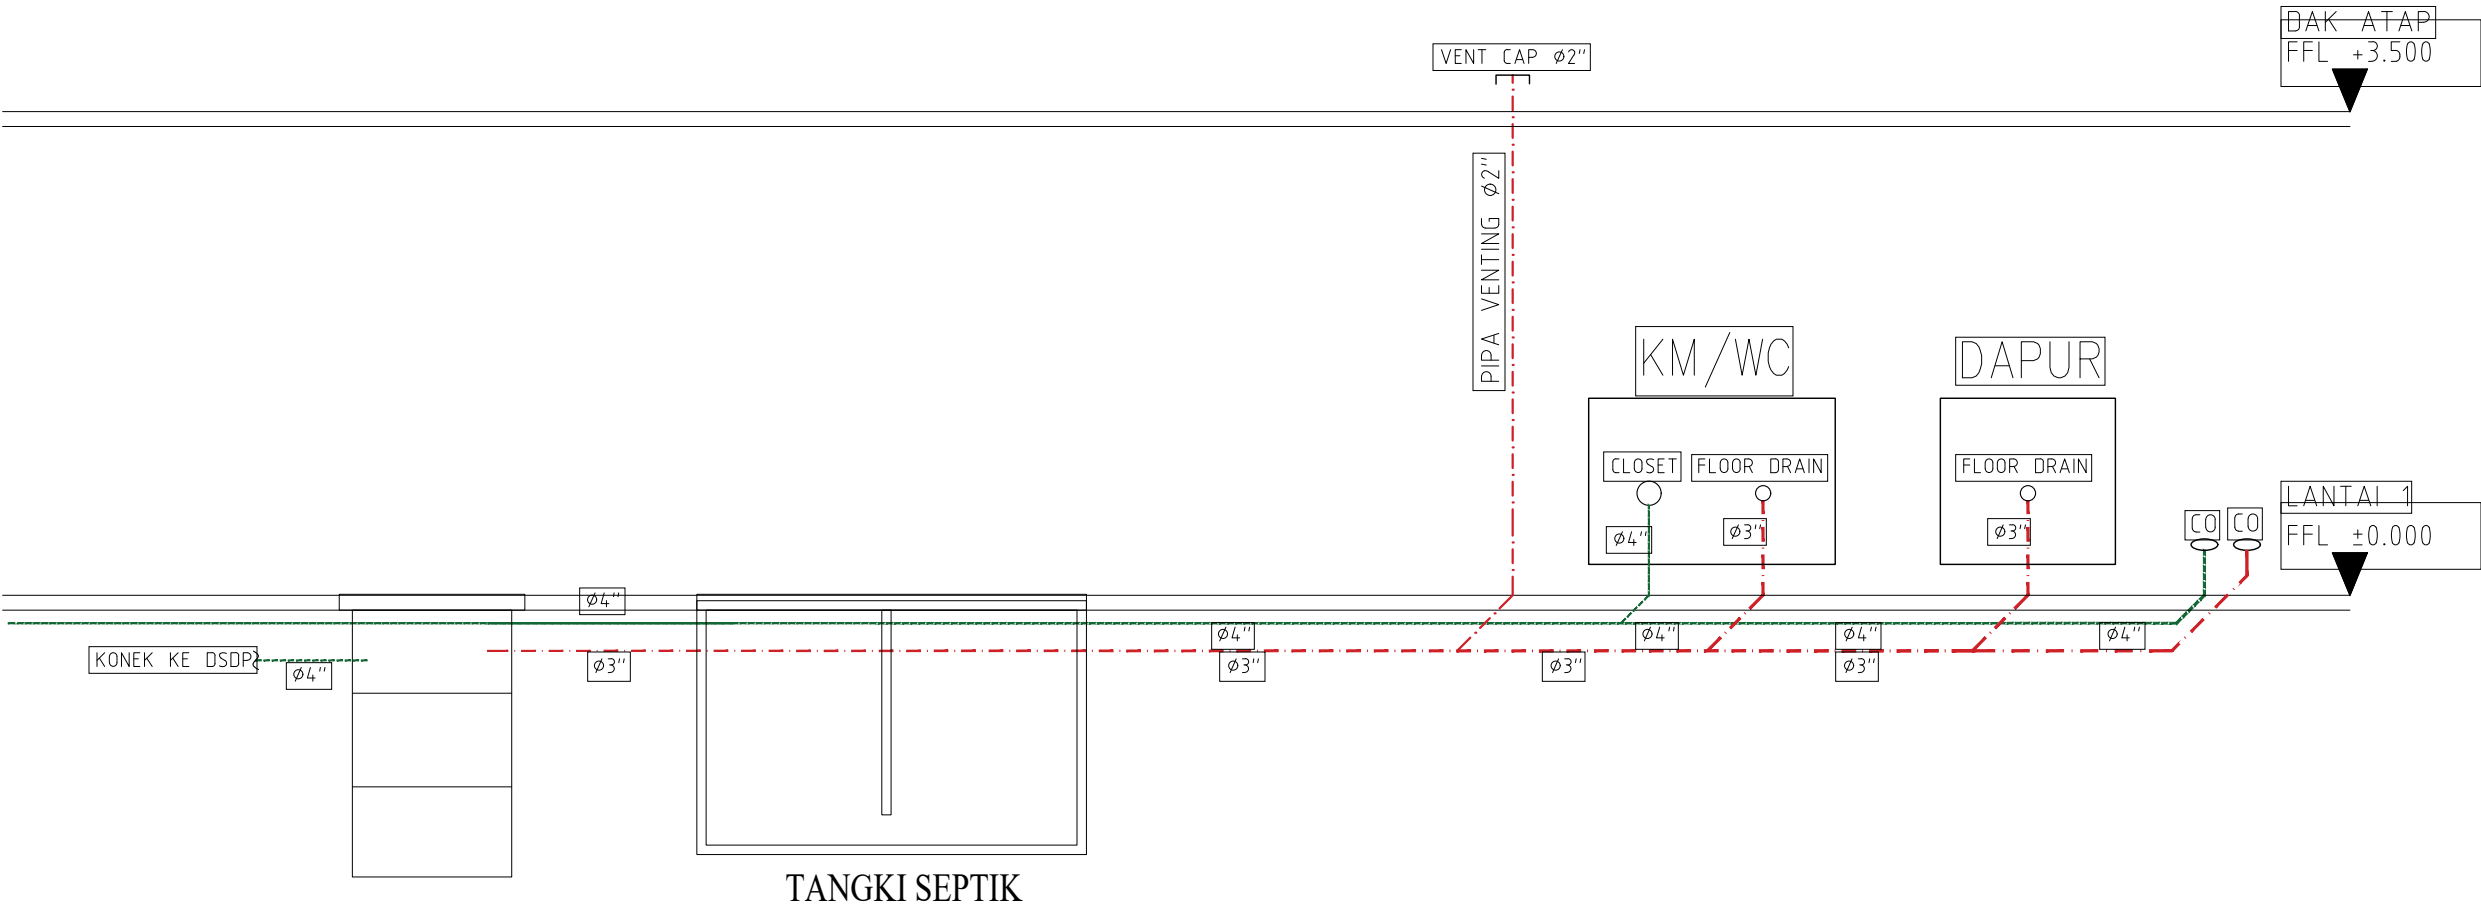 DAK ATAP
FFL +3.500
VENT CAP Ø2"
PIPA VENTING Ø2"
KM/WC
DAPUR
CLOSET
FLOOR DRAIN
FLOOR DRAIN
Ø4"
Ø3"
Ø3"
CO
CO
LANTAI 1
FFL ±0.000
Ø4"
Ø4"
Ø4"
Ø4"
Ø4"
KONEK KE DSDP
Ø4"
Ø3"
Ø3"
Ø3"
Ø3"
TANGKI SEPTIK